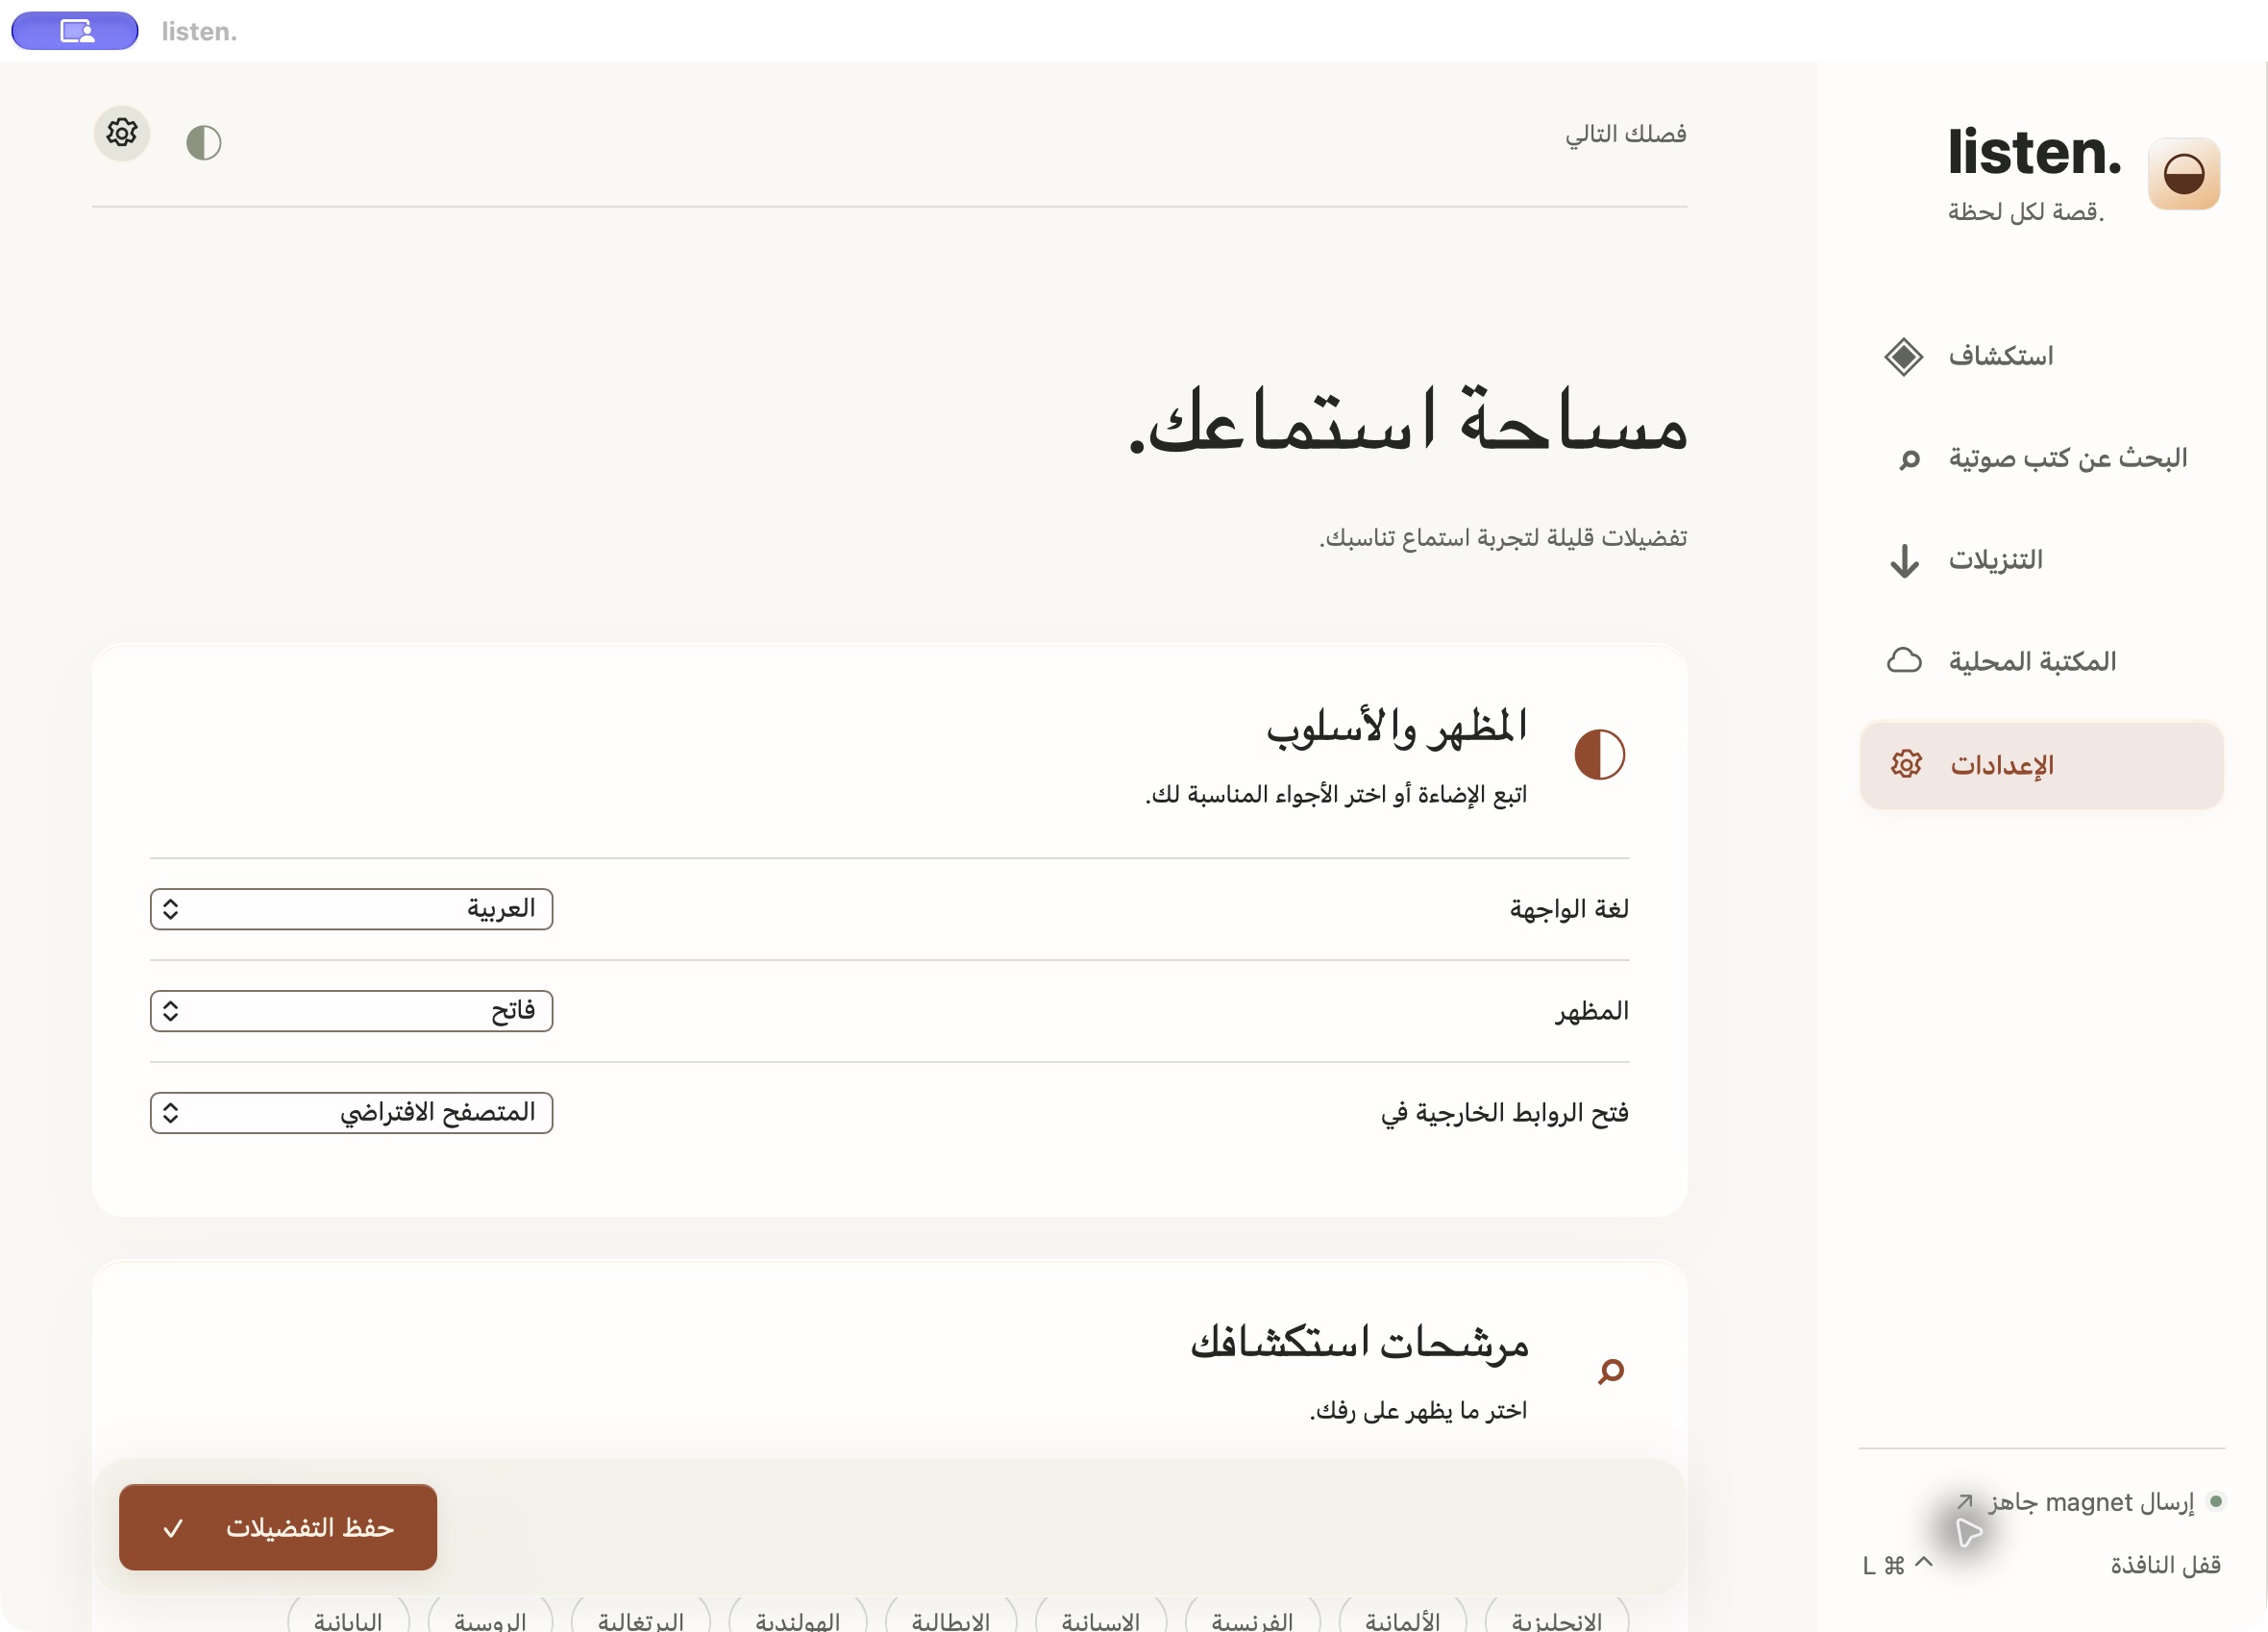 listen.
listen.
قصة لكل لحظة.
استكشاف
البحث عن كتب صوتية
التنزيلات
المكتبة المحلية
الإعدادات
إرسال magnet جاهز ↗
قفل النافذة
^ ⌘ L
فصلك التالي
مساحة استماعك.
تفضيلات قليلة لتجربة استماع تناسبك.
المظهر والأسلوب
اتبع الإضاءة أو اختر الأجواء المناسبة لك.
لغة الواجهة
العربية
المظهر
فاتح
فتح الروابط الخارجية في
المتصفح الافتراضي
مرشحات استكشافك
اختر ما يظهر على رفك.
حفظ التفضيلات ✓
الإنجليزية
الألمانية
الفرنسية
الإسبانية
الإيطالية
الهولندية
البرتغالية
الروسية
اليابانية